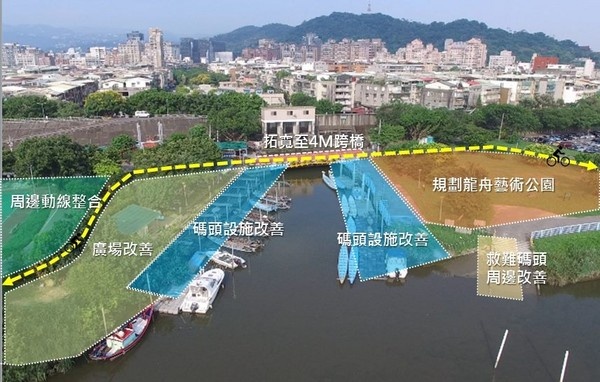 拓寬至4M跨橋
周邊動線整合
規劃龍舟藝術公園
廣場改善
碼頭設施改善
碼頭設施改善
救難碼頭
周邊改善